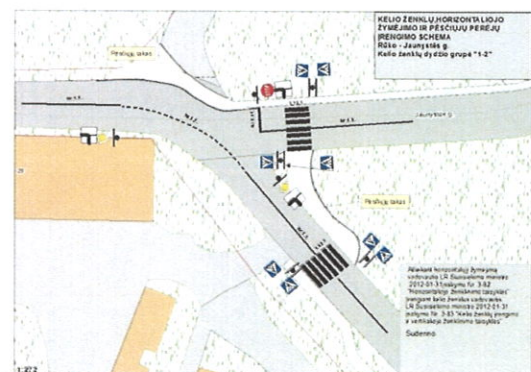 KELIO ŽENKLŲ,HORIZONTALIOJO
ŽYMĖJIMO IR PĖSČIŲJŲ PERĖJŲ
ĮRENGIMO SCHEMA
Rūko - Jaunystės g.
Kelio ženklų dydžio grupė "1-2"
Pėsčiųjų takas
Jaunystės g.
Pėsčiųjų takas
Atliekant horizontalųjį žymėjimą
vadovautis LR Susisiekimo ministro
2012-01-31 įsakymu Nr. 3-82
"Horizontaliojo ženklinimo taisyklės"
Įrengiant kelio ženklus vadovautis
LR Susisiekimo ministro 2012-01-31
įsakymu Nr. 3-83 "Kelio ženklų įrengimo
ir vertikaliojo ženklinimo taisyklės"
Suderinta:
1:272